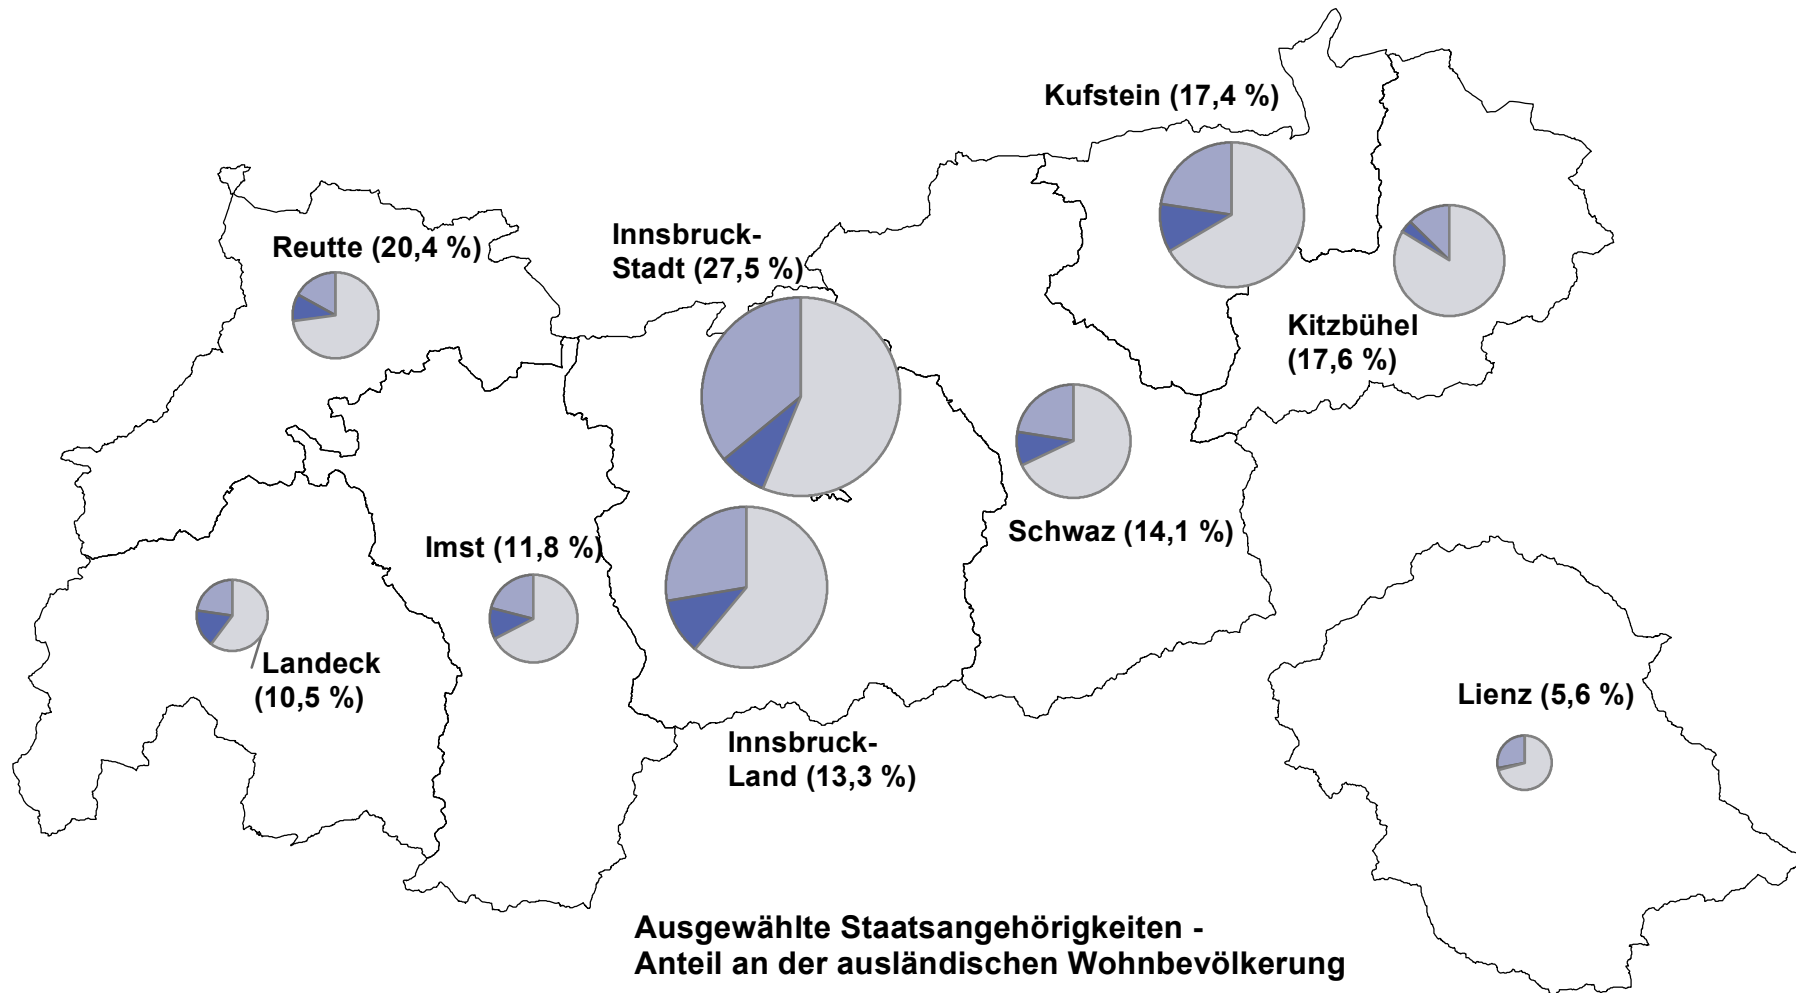 Kufstein (17,4 %)
Reutte (20,4 %)
Innsbruck-
Stadt (27,5 %)
Kitzbühel
(17,6 %)
Imst (11,8 %)
Schwaz (14,1 %)
Landeck
(10,5 %)
Lienz (5,6 %)
Innsbruck-
Land (13,3 %)
Ausgewählte Staatsangehörigkeiten -
Anteil an der ausländischen Wohnbevölkerung